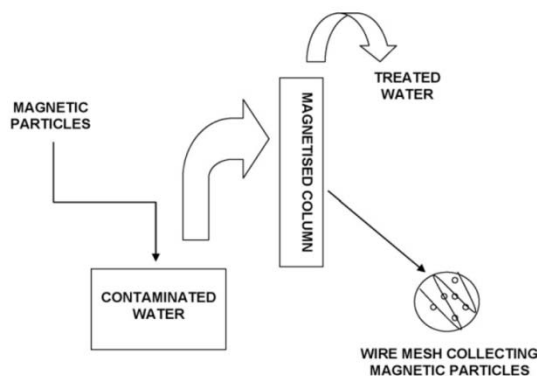 MAGNETIC
PARTICLES
CONTAMINATED
WATER
MAGNETISED COLUMN
TREATED
WATER
WIRE MESH COLLECTING
MAGNETIC PARTICLES